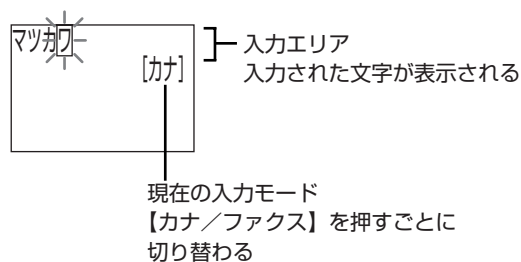 マツカワ
[カナ]
入力エリア
入力された文字が表示される
現在の入力モード
【カナ／ファクス】を押すごとに
切り替わる